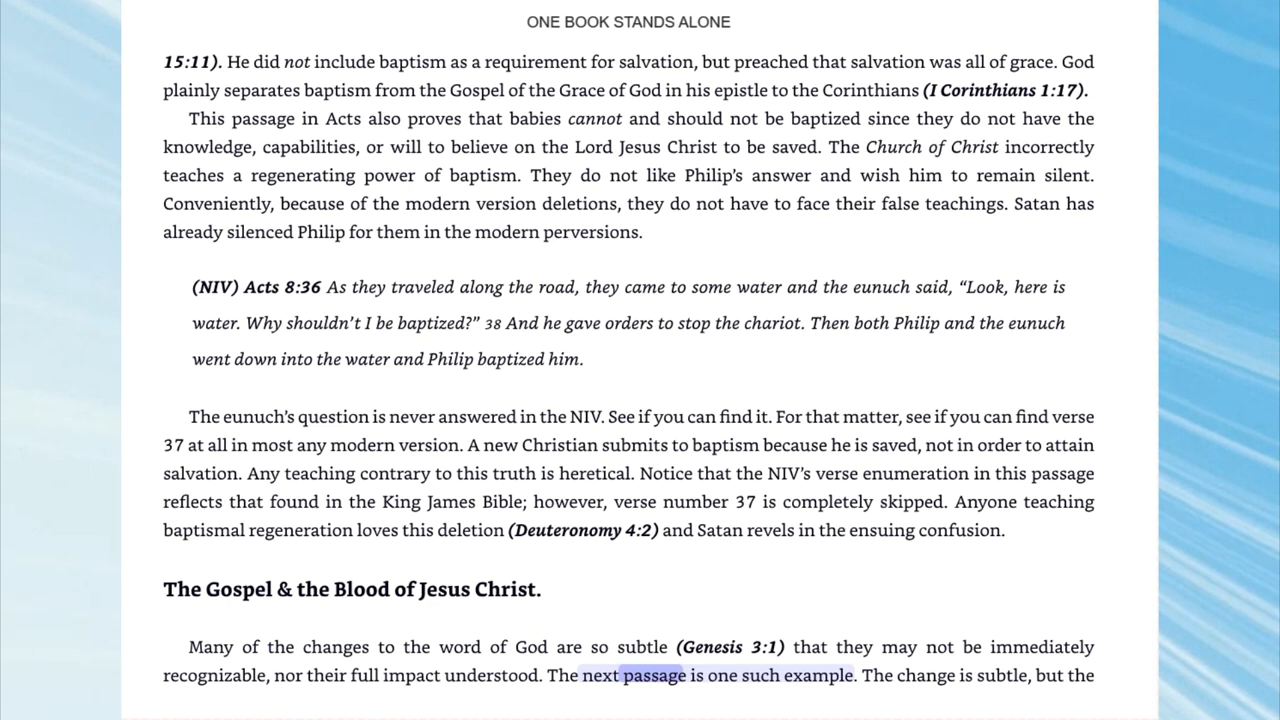 ONE BOOK STANDS ALONE
15:11). He did not include baptism as a requirement for salvation, but preached that salvation was all of grace. God
plainly separates baptism from the Gospel of the Grace of God in his epistle to the Corinthians (I Corinthians 1:17).
This passage in Acts also proves that babies cannot and should not be baptized since they do not have the
knowledge, capabilities, or will to believe on the Lord Jesus Christ to be saved. The Church of Christ incorrectly
teaches a regenerating power of baptism. They do not like Philip’s answer and wish him to remain silent.
Conveniently, because of the modern version deletions, they do not have to face their false teachings. Satan has
already silenced Philip for them in the modern perversions.
(NIV) Acts 8:36 As they traveled along the road, they came to some water and the eunuch said, “Look, here is
water. Why shouldn’t I be baptized?” 38 And he gave orders to stop the chariot. Then both Philip and the eunuch
went down into the water and Philip baptized him.
The eunuch’s question is never answered in the NIV. See if you can find it. For that matter, see if you can find verse
37 at all in most any modern version. A new Christian submits to baptism because he is saved, not in order to attain
salvation. Any teaching contrary to this truth is heretical. Notice that the NIV’s verse enumeration in this passage
reflects that found in the King James Bible; however, verse number 37 is completely skipped. Anyone teaching
baptismal regeneration loves this deletion (Deuteronomy 4:2) and Satan revels in the ensuing confusion.
The Gospel & the Blood of Jesus Christ.
Many of the changes to the word of God are so subtle (Genesis 3:1) that they may not be immediately
recognizable, nor their full impact understood. The next passage is one such example. The change is subtle, but the